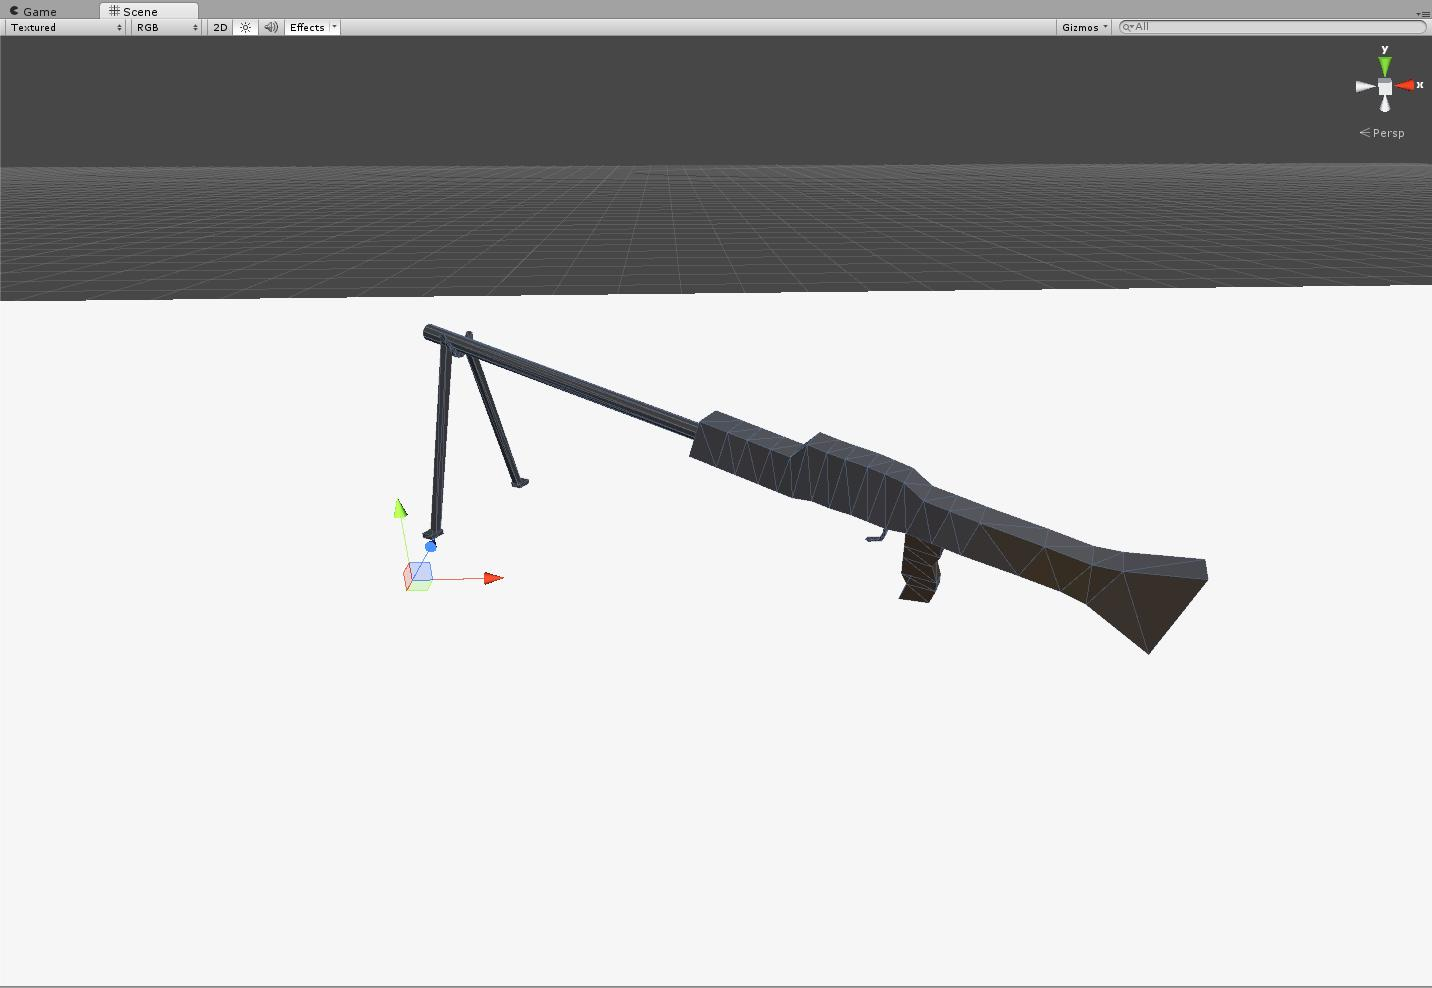 Game Scene
Textured RGB 2D Effects Gizmos All
y
x
Persp